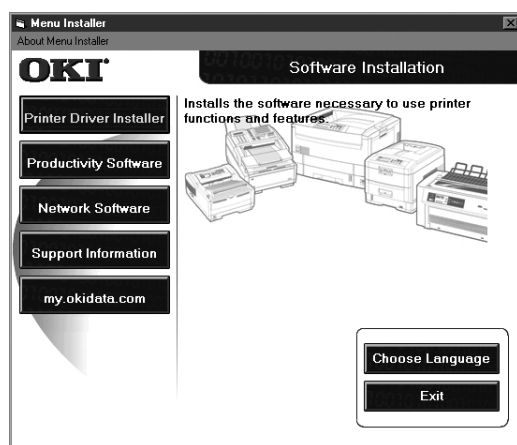 Menu Installer
About Menu Installer
OKI
Software Installation
Printer Driver Installer
Productivity Software
Network Software
Support Information
my.okidata.com
Installs the software necessary to use printer
functions and features.
Choose Language
Exit